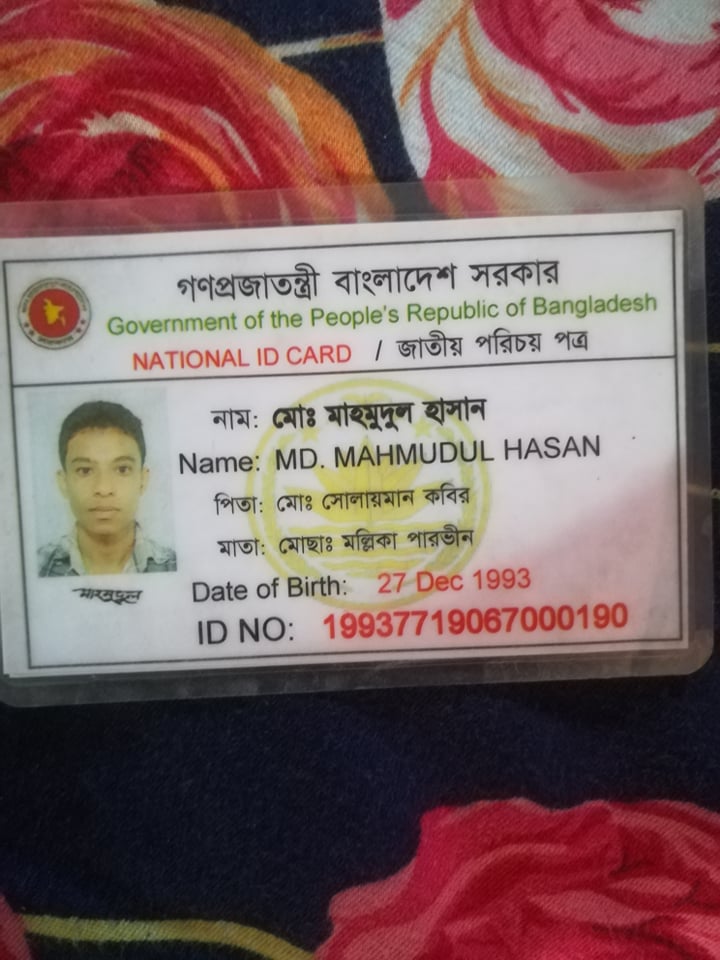 গণপ্রজাতন্ত্রী বাংলাদেশ সরকার
Government of the People's Republic of Bangladesh
NATIONAL ID CARD / জাতীয় পরিচয় পত্র
নাম: মোঃ মাহমুদুল হাসান
Name: MD. MAHMUDUL HASAN
পিতা: মোঃ সোলায়মান কবির
মাতা: মোছাঃ মল্লিকা পারভীন
মাহমুদুল
Date of Birth: 27 Dec 1993
ID NO: 19937719067000190